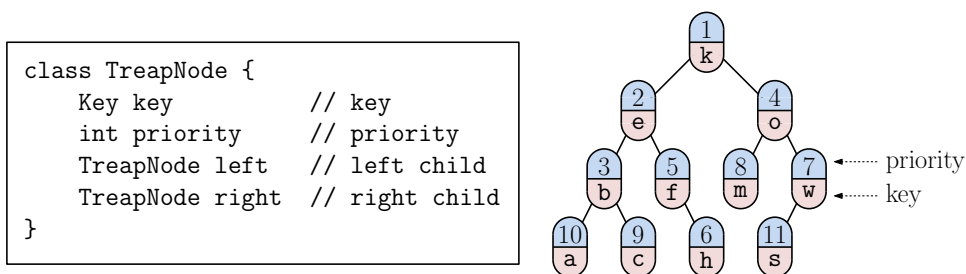 class TreapNode {
Key key // key
int priority // priority
TreapNode left // left child
TreapNode right // right child
}
1
k
2 4
e o
3 5 8 7 priority
b f m w key
10 9 6 11
a c h s